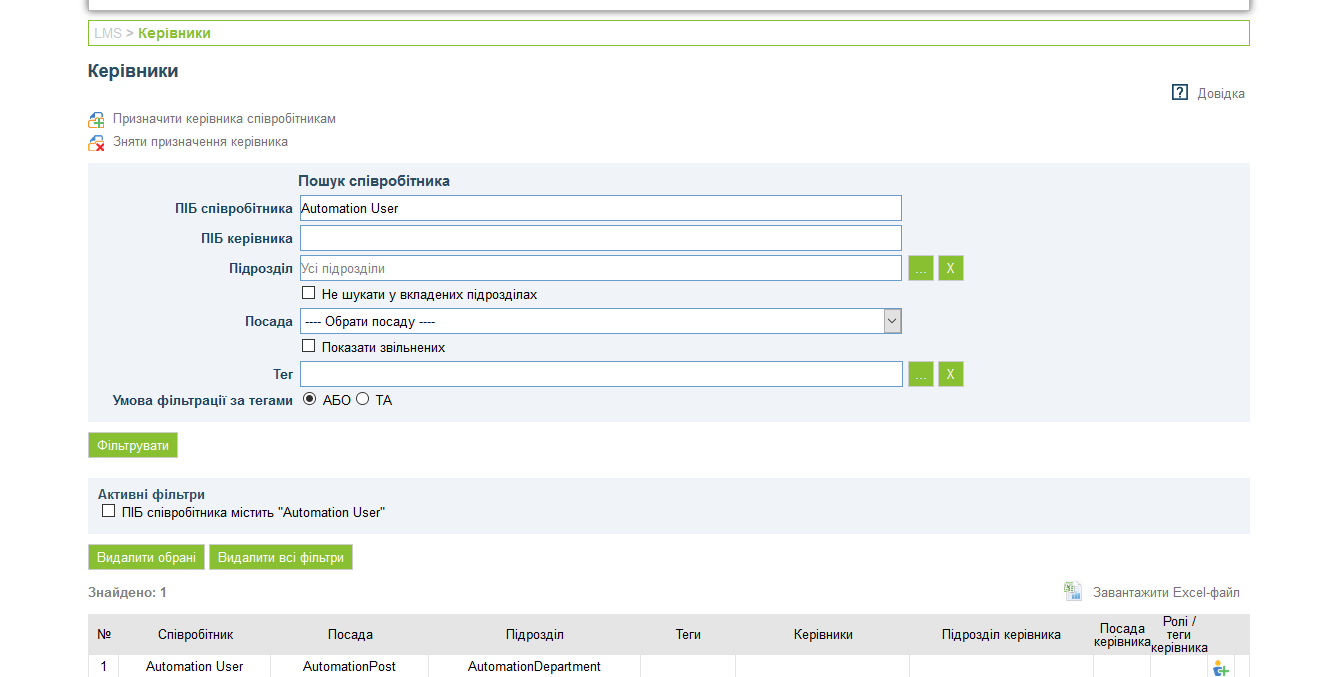 LMS > Керівники
Керівники
Довідка
Призначити керівника співробітникам
Зняти призначення керівника
Пошук співробітника
ПІБ співробітника Automation User
ПІБ керівника
Підрозділ Усі підрозділи ... X
Не шукати у вкладених підрозділах
Посада ---- Обрати посаду ----
Показати звільнених
Тег ... X
Умова фільтрації за тегами АБО ТА
Фільтрувати
Активні фільтри
ПІБ співробітника містить "Automation User"
Видалити обрані Видалити всі фільтри
Знайдено: 1 Завантажити Excel-файл
№ Співробітник Посада Підрозділ Теги Керівники Підрозділ керівника Посада керівника Ролі / теги керівника
1 Automation User AutomationPost AutomationDepartment